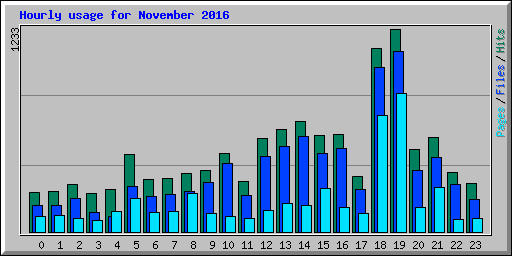 Hourly usage for November 2016
1233
Pages/Files/Hits
0 1 2 3 4 5 6 7 8 9 10 11 12 13 14 15 16 17 18 19 20 21 22 23